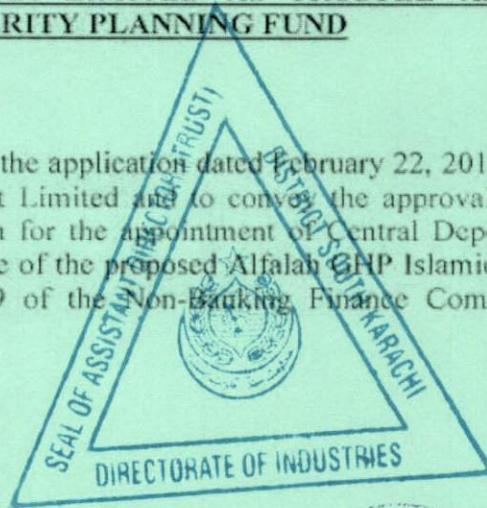 RITY PLANNING FUND
the application dated February 22, 201
t Limited and to convey the approval
n for the appointment of Central Depo
e of the proposed Alfalah GHP Islamic
9 of the Non-Banking Finance Com
SEAL OF ASSISTANT DIRECTOR (TRUST)
DISTRICT SOUTH KARACHI
DIRECTORATE OF INDUSTRIES